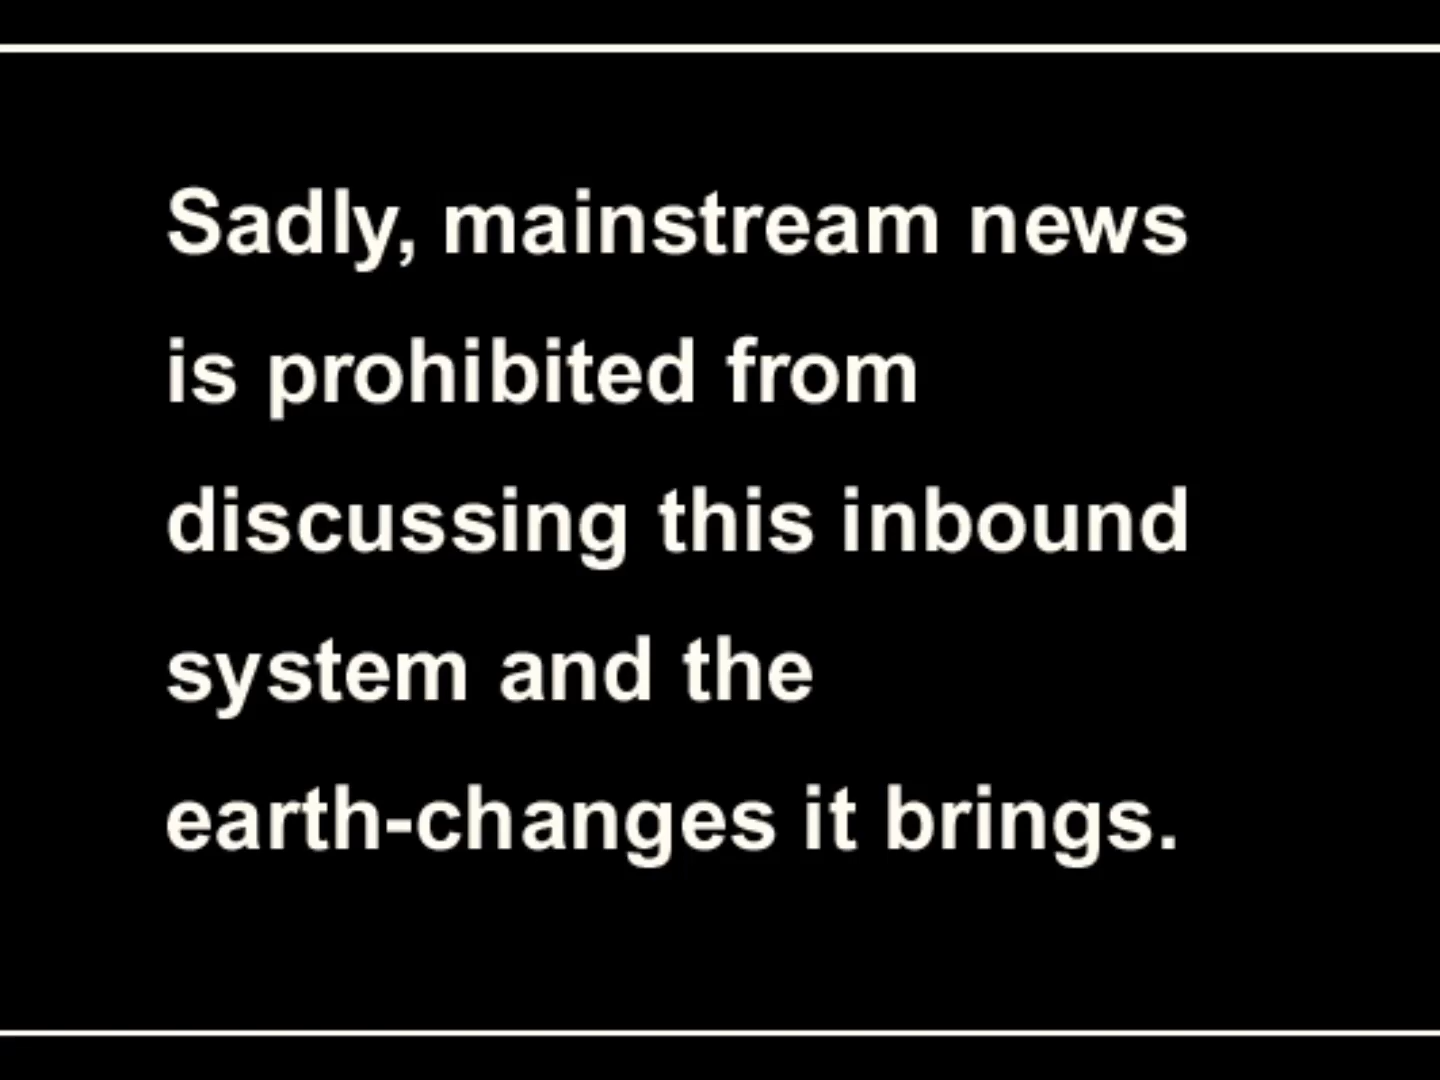 Sadly, mainstream news
is prohibited from
discussing this inbound
system and the
earth-changes it brings.